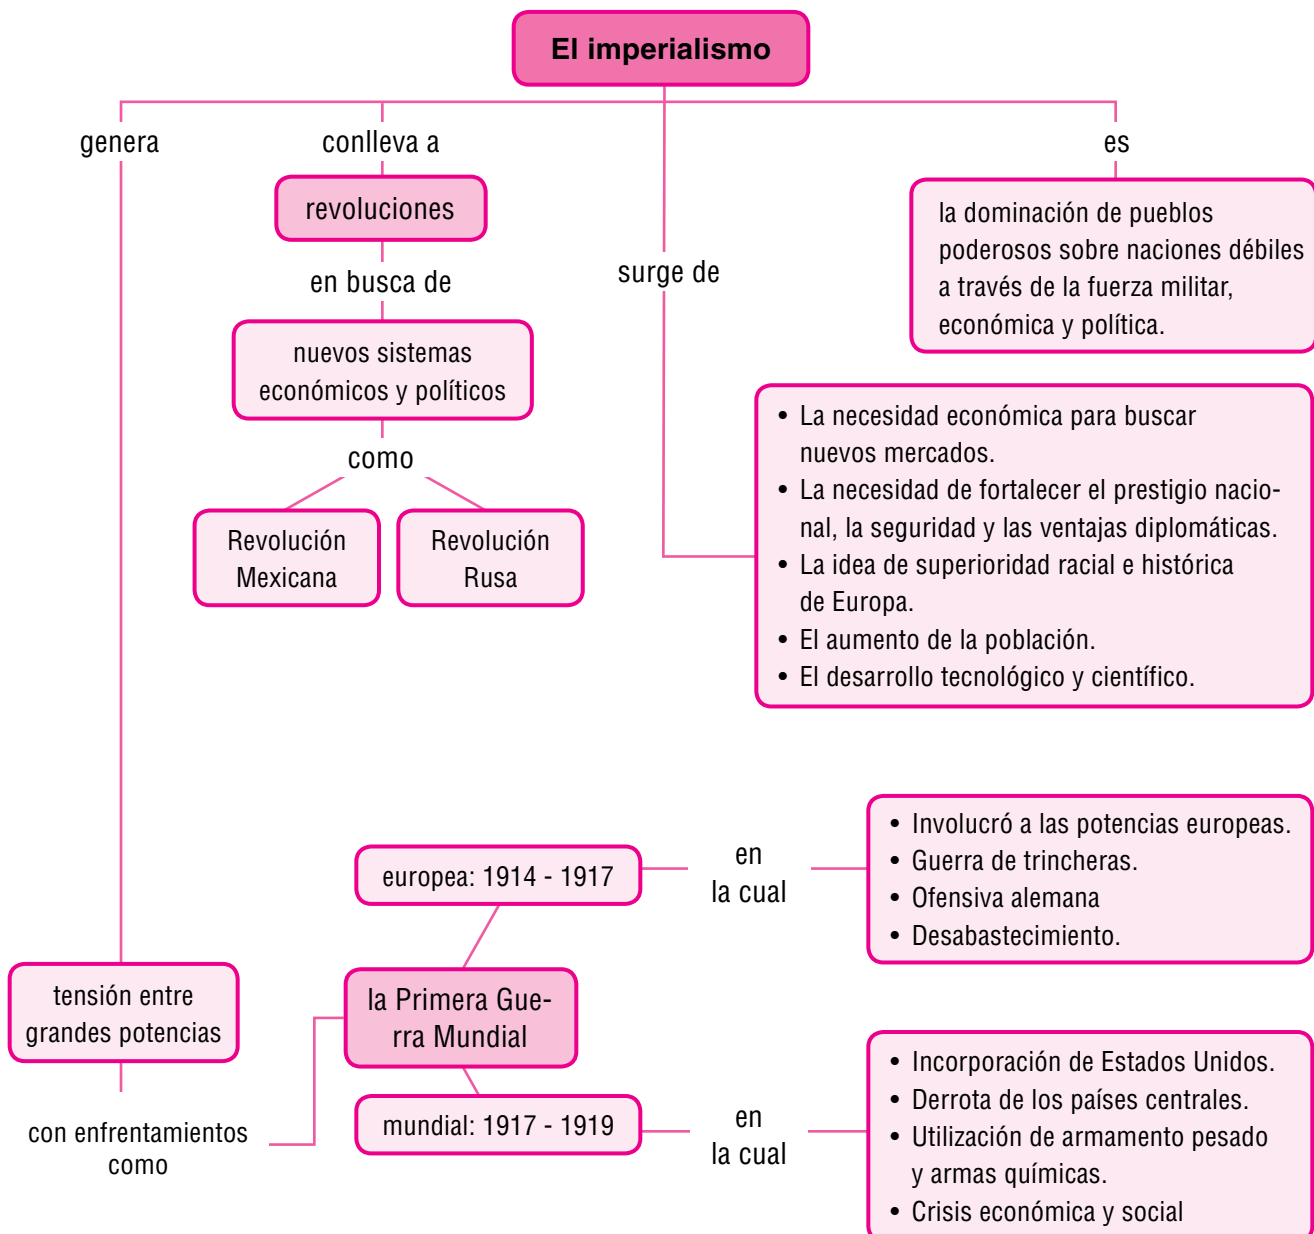 El imperialismo
genera
conlleva a
es
revoluciones
en busca de
nuevos sistemas
económicos y políticos
como
Revolución
Mexicana
Revolución
Rusa
surge de
la dominación de pueblos
poderosos sobre naciones débiles
a través de la fuerza militar,
económica y política.
• La necesidad económica para buscar
nuevos mercados.
• La necesidad de fortalecer el prestigio nacio-
nal, la seguridad y las ventajas diplomáticas.
• La idea de superioridad racial e histórica
de Europa.
• El aumento de la población.
• El desarrollo tecnológico y científico.
tensión entre
grandes potencias
con enfrentamientos
como
la Primera Gue-
rra Mundial
europea: 1914 - 1917
en
la cual
• Involucró a las potencias europeas.
• Guerra de trincheras.
• Ofensiva alemana
• Desabastecimiento.
mundial: 1917 - 1919
en
la cual
• Incorporación de Estados Unidos.
• Derrota de los países centrales.
• Utilización de armamento pesado
y armas químicas.
• Crisis económica y social